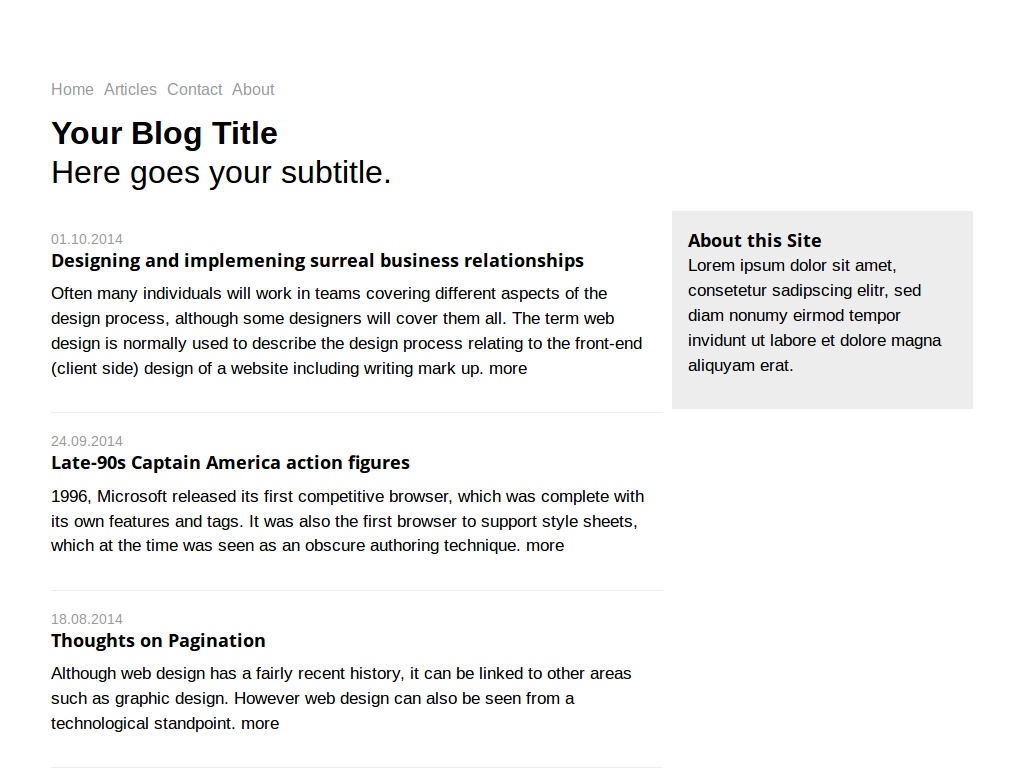 Home Articles Contact About
Your Blog Title
Here goes your subtitle.
01.10.2014
Designing and implemening surreal business relationships
Often many individuals will work in teams covering different aspects of the
design process, although some designers will cover them all. The term web
design is normally used to describe the design process relating to the front-end
(client side) design of a website including writing mark up. more
24.09.2014
Late-90s Captain America action figures
1996, Microsoft released its first competitive browser, which was complete with
its own features and tags. It was also the first browser to support style sheets,
which at the time was seen as an obscure authoring technique. more
18.08.2014
Thoughts on Pagination
Although web design has a fairly recent history, it can be linked to other areas
such as graphic design. However web design can also be seen from a
technological standpoint. more
About this Site
Lorem ipsum dolor sit amet,
consetetur sadipscing elitr, sed
diam nonumy eirmod tempor
invidunt ut labore et dolore magna
aliquyam erat.